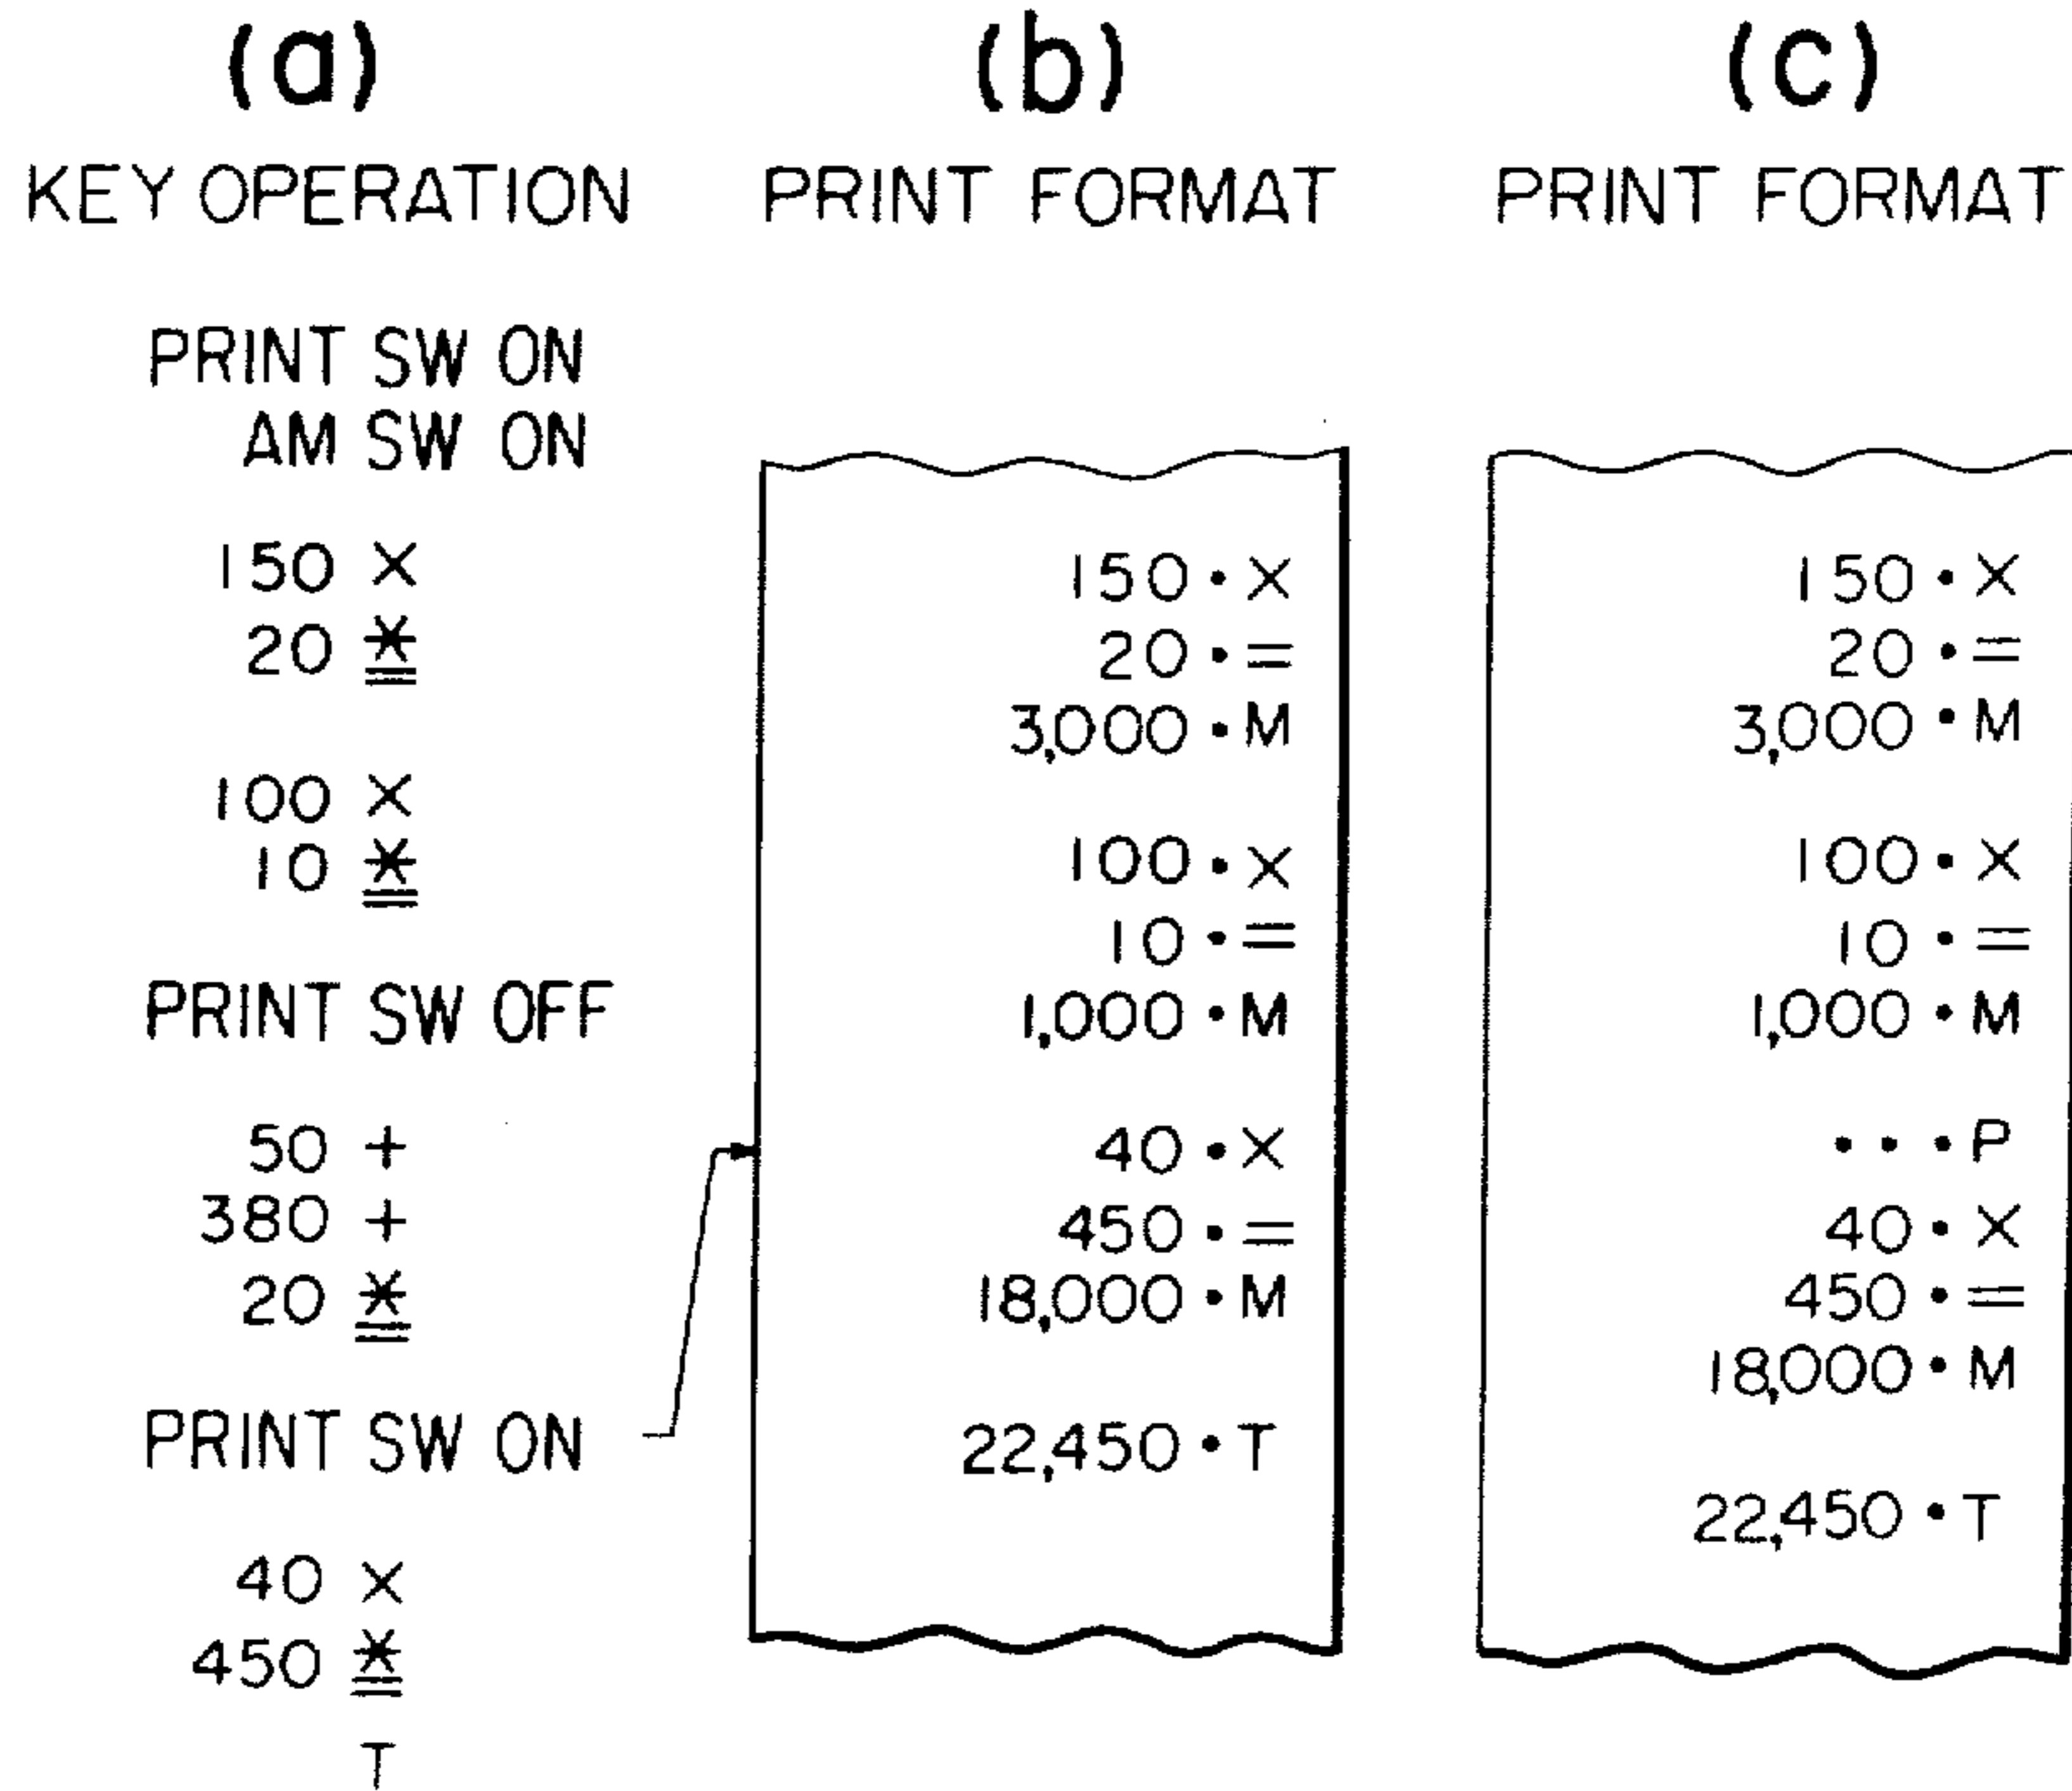 (a)
KEY OPERATION
PRINT SW ON
AM SW ON
150 ×
20 *=
100 ×
10 *=
PRINT SW OFF
50 +
380 +
20 *=
PRINT SW ON
40 ×
450 *=
T
(b)
PRINT FORMAT
150 • ×
20 • =
3,000 • M
100 • ×
10 • =
1,000 • M
40 • ×
450 • =
18,000 • M
22,450 • T
(c)
PRINT FORMAT
150 • ×
20 • =
3,000 • M
100 • ×
10 • =
1,000 • M
• • • P
40 • ×
450 • =
18,000 • M
22,450 • T